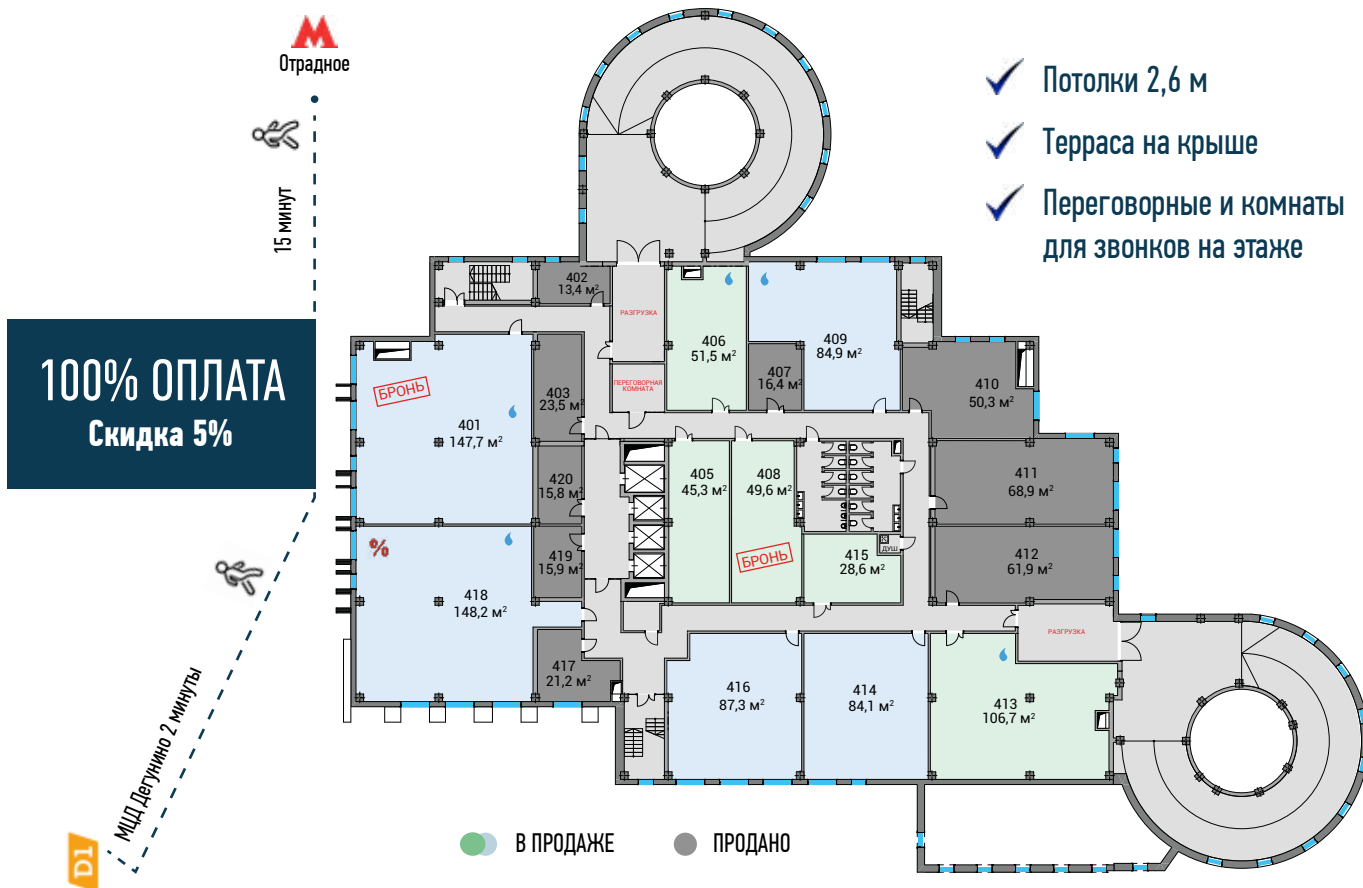 М
Отрадное
15 минут
100% ОПЛАТА
Скидка 5%
МЦД Дегунино 2 минуты
D1
Потолки 2,6 м
Терраса на крыше
Переговорные и комнаты
для звонков на этаже
402
13,4 м²
РАЗГРУЗКА
406
51,5 м²
409
84,9 м²
407
16,4 м²
410
50,3 м²
ПЕРЕГОВОРНАЯ
КОМНАТА
БРОНЬ
401
147,7 м²
403
23,5 м²
420
15,8 м²
405
45,3 м²
408
49,6 м²
БРОНЬ
411
68,9 м²
412
61,9 м²
ДУШ
415
28,6 м²
%
419
15,9 м²
418
148,2 м²
417
21,2 м²
416
87,3 м²
414
84,1 м²
413
106,7 м²
РАЗГРУЗКА
В ПРОДАЖЕ
ПРОДАНО